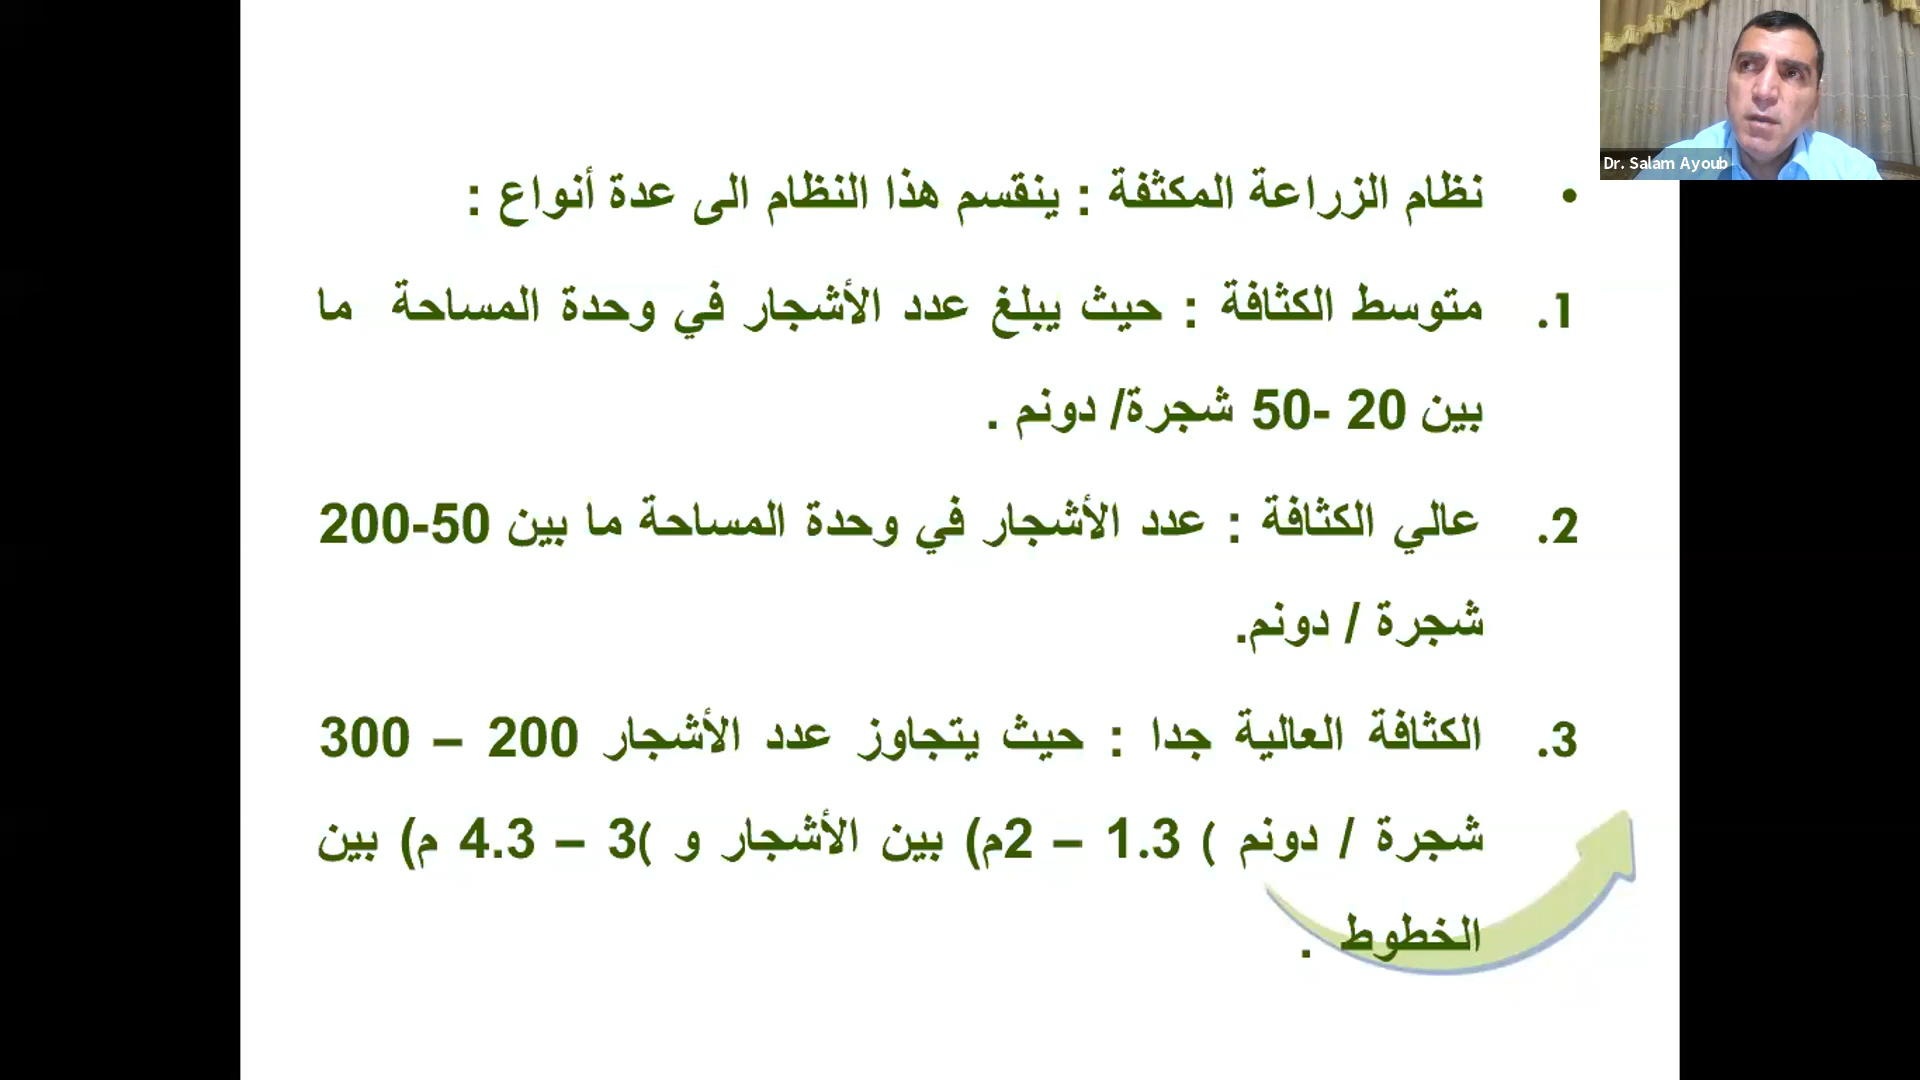 • نظام الزراعة المكثفة : ينقسم هذا النظام الى عدة أنواع :
1. متوسط الكثافة : حيث يبلغ عدد الأشجار في وحدة المساحة ما
بين 20 -50 شجرة/ دونم .
2. عالي الكثافة : عدد الأشجار في وحدة المساحة ما بين 50-200
شجرة / دونم.
3. الكثافة العالية جدا : حيث يتجاوز عدد الأشجار 200 – 300
شجرة / دونم ( 1.3 – 2م) بين الأشجار و (3 – 4.3 م) بين
الخطوط .
Dr. Salam Ayoub